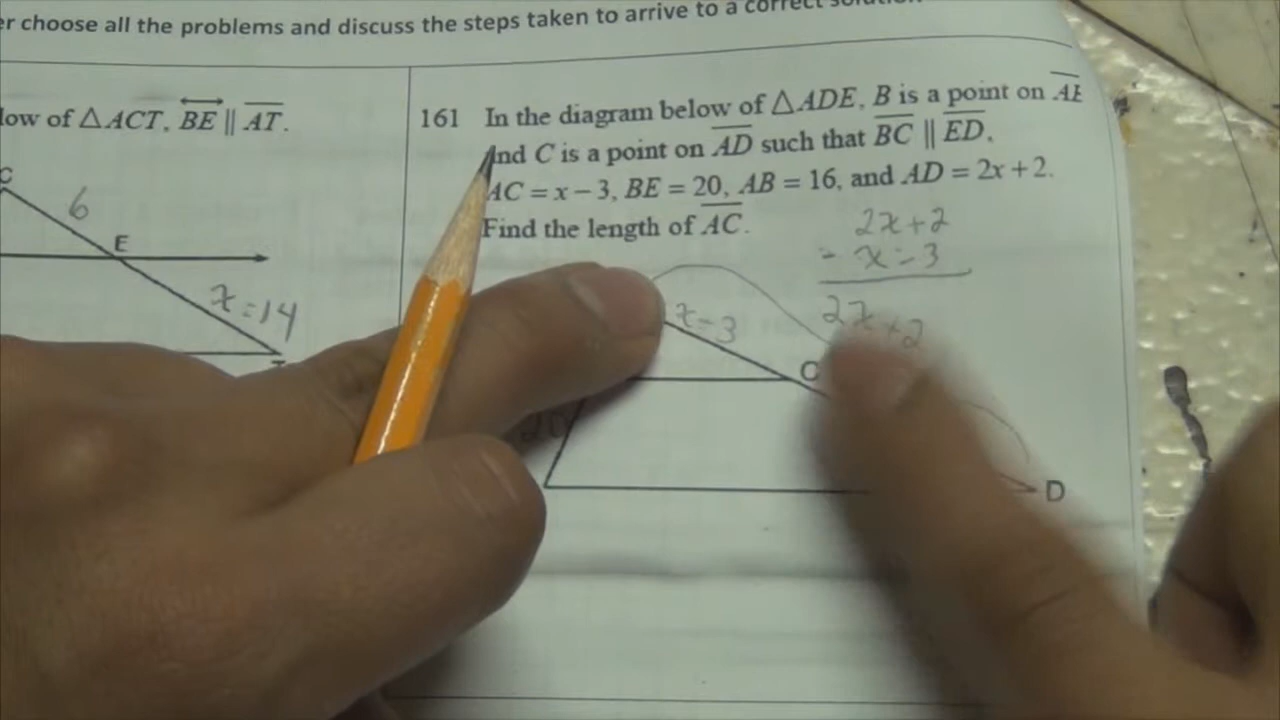 er choose all the problems and discuss the steps taken to arrive to a correct
low of △ACT, BE ∥ AT.
C
6
E
x=14
161 In the diagram below of △ADE, B is a point on AE
and C is a point on AD such that BC ∥ ED,
AC = x − 3, BE = 20, AB = 16, and AD = 2x + 2.
Find the length of AC.
2x+2
- x-3
2x+2
x-3
C
20
D